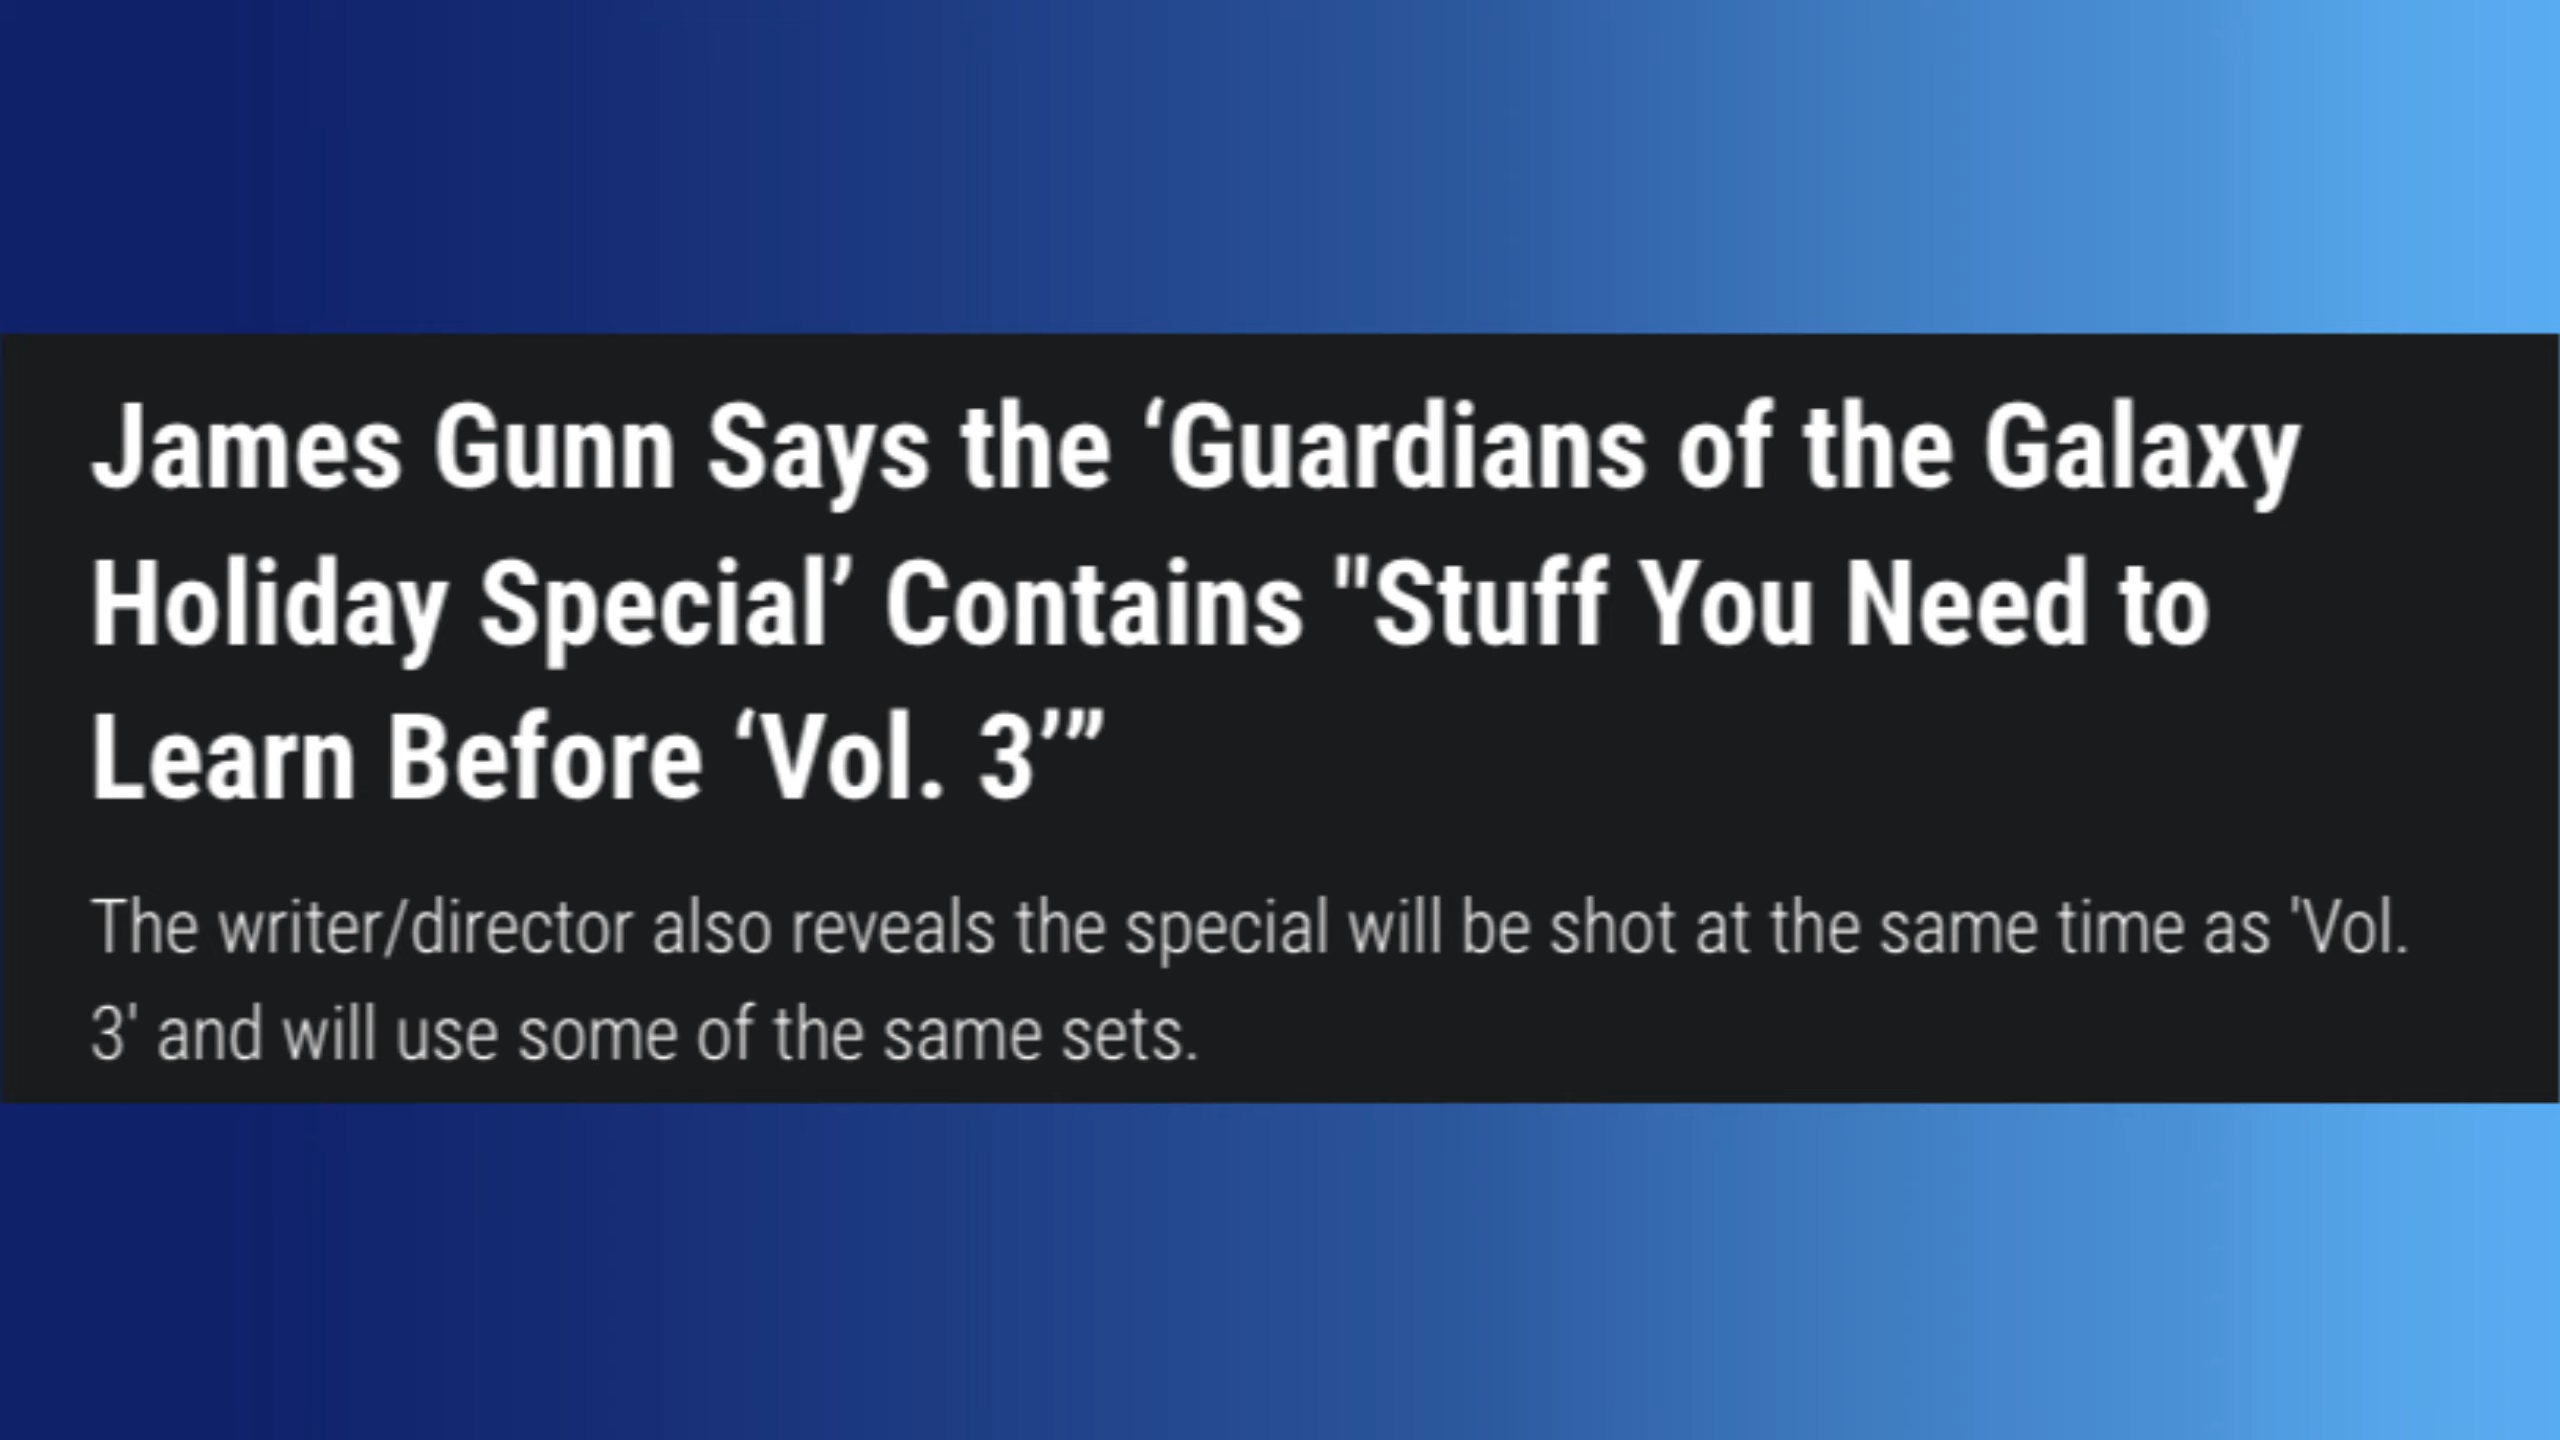 James Gunn Says the ‘Guardians of the Galaxy
Holiday Special’ Contains "Stuff You Need to
Learn Before ‘Vol. 3’”
The writer/director also reveals the special will be shot at the same time as 'Vol.
3' and will use some of the same sets.